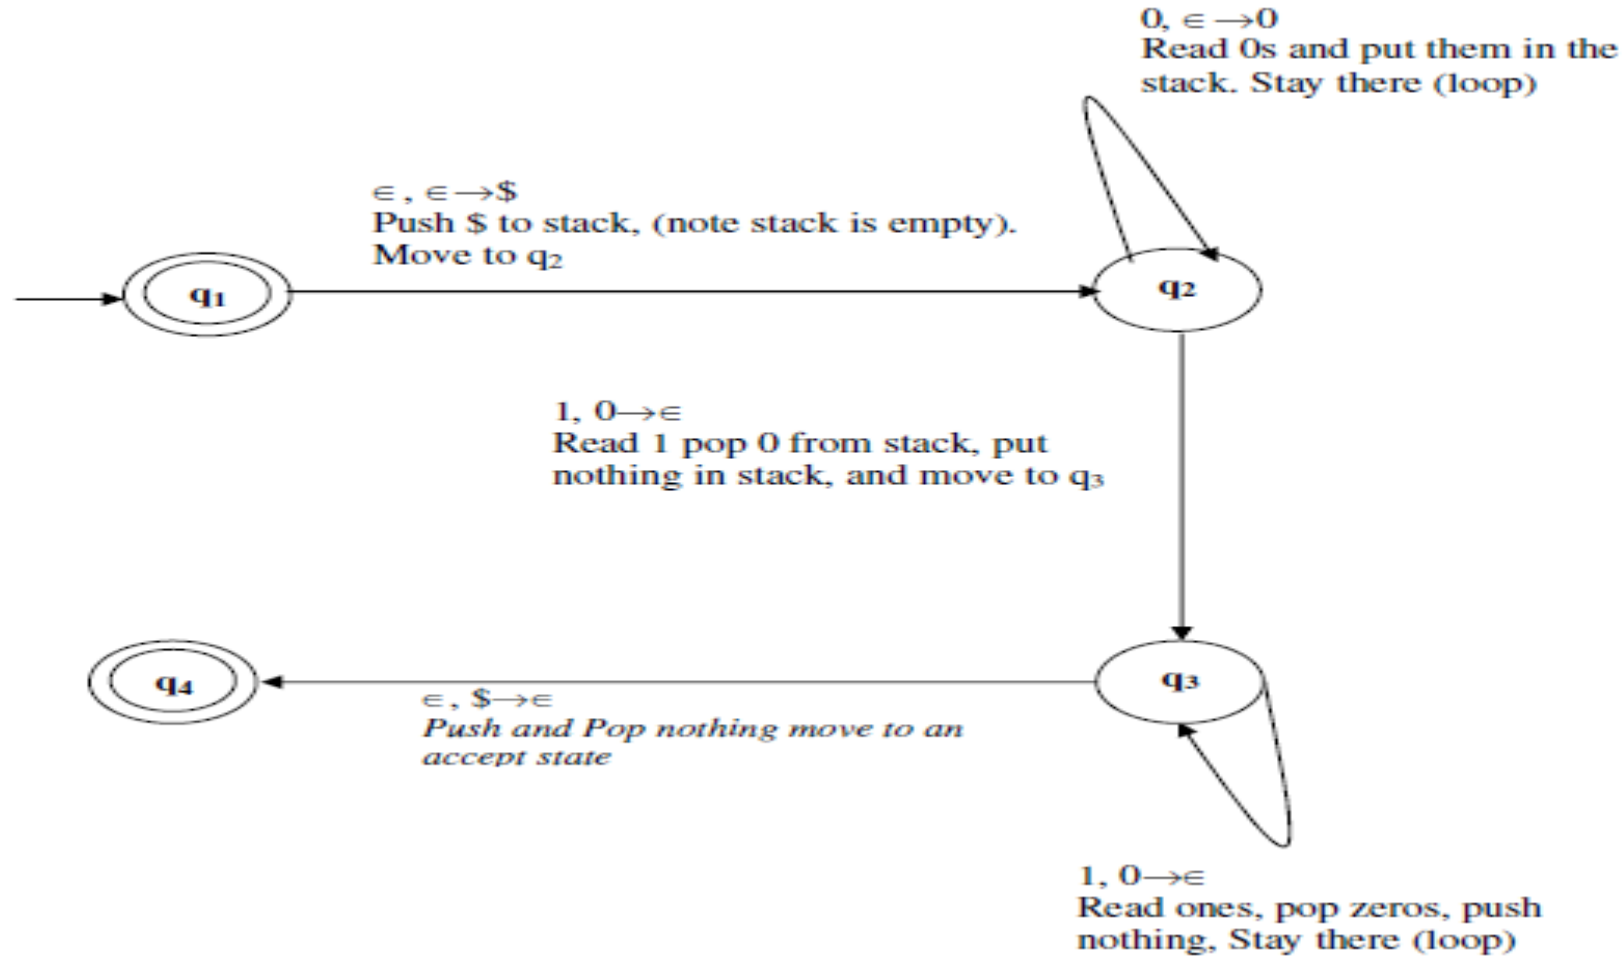 0, ∈→0
Read 0s and put them in the
stack. Stay there (loop)
∈, ∈→$
Push $ to stack, (note stack is empty).
Move to q₂
q₁
q₂
1, 0→∈
Read 1 pop 0 from stack, put
nothing in stack, and move to q₃
q₄
q₃
∈, $→∈
Push and Pop nothing move to an
accept state
1, 0→∈
Read ones, pop zeros, push
nothing, Stay there (loop)